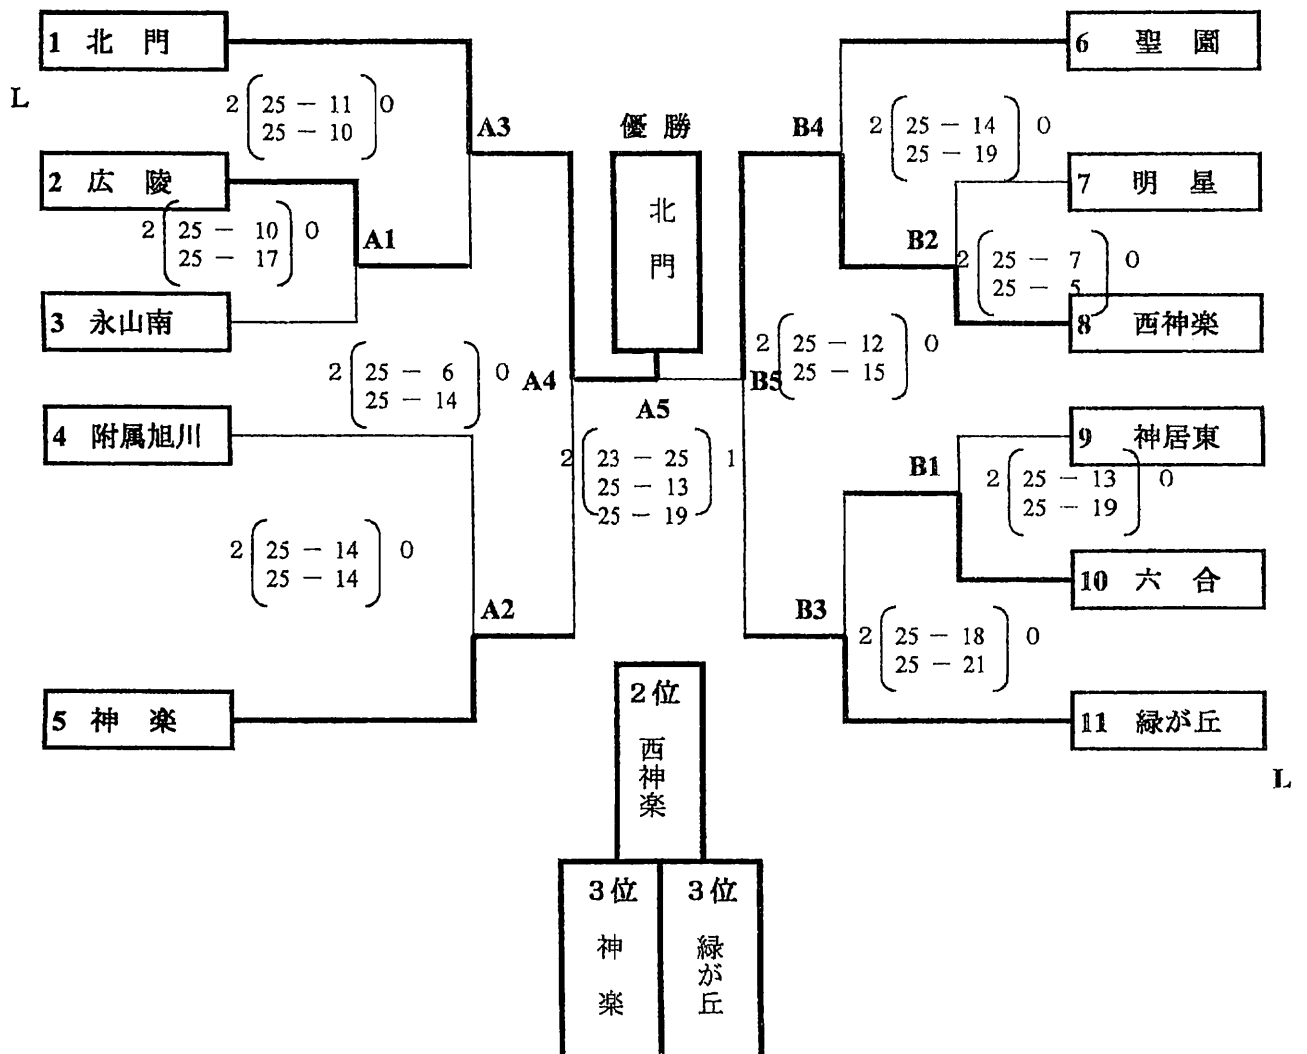 1 北 門
L
2 ( 25 － 11 ) 0
25 － 10
A3
2 広 陵
2 ( 25 － 10 ) 0
25 － 17
A1
3 永山南
2 ( 25 － 6 ) 0
25 － 14
A4
4 附属旭川
2 ( 25 － 14 ) 0
25 － 14
A2
5 神 楽
優 勝
北門
A5
2 ( 23 － 25 ) 1
25 － 13
25 － 19
6 聖 園
B4
2 ( 25 － 14 ) 0
25 － 19
7 明 星
B2
2 ( 25 － 7 ) 0
25 － 5
8 西神楽
2 ( 25 － 12 ) 0
25 － 15
B5
9 神居東
B1
2 ( 25 － 13 ) 0
25 － 19
10 六 合
B3
2 ( 25 － 18 ) 0
25 － 21
11 緑が丘
L
2位
西神楽
3位
神楽
3位
緑が丘